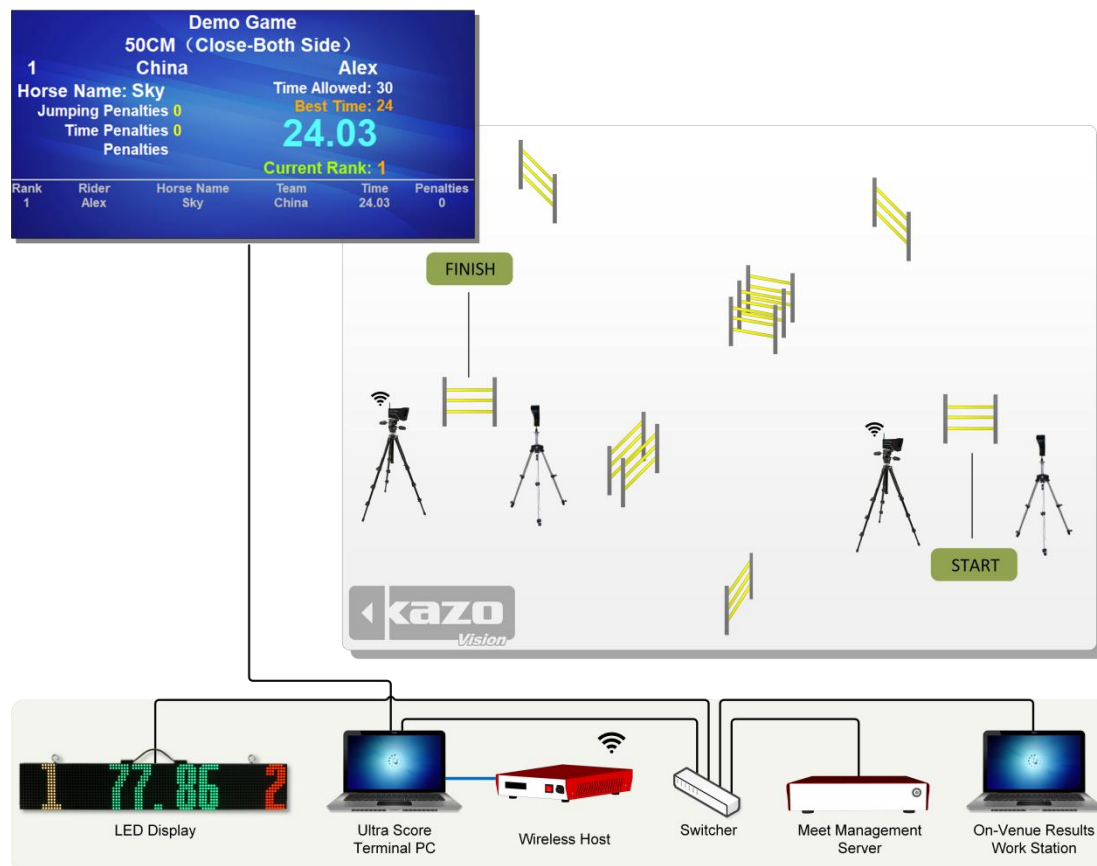 Demo Game
50CM（Close-Both Side）
1 China Alex
Horse Name: Sky
Time Allowed: 30
Jumping Penalties 0
Best Time: 24
Time Penalties 0
24.03
Penalties
Current Rank: 1
Rank Rider Horse Name Team Time Penalties
1 Alex Sky China 24.03 0
FINISH
START
kazo
Vision
1 77.86 2
LED Display
Ultra Score
Terminal PC
Wireless Host
Switcher
Meet Management
Server
On-Venue Results
Work Station